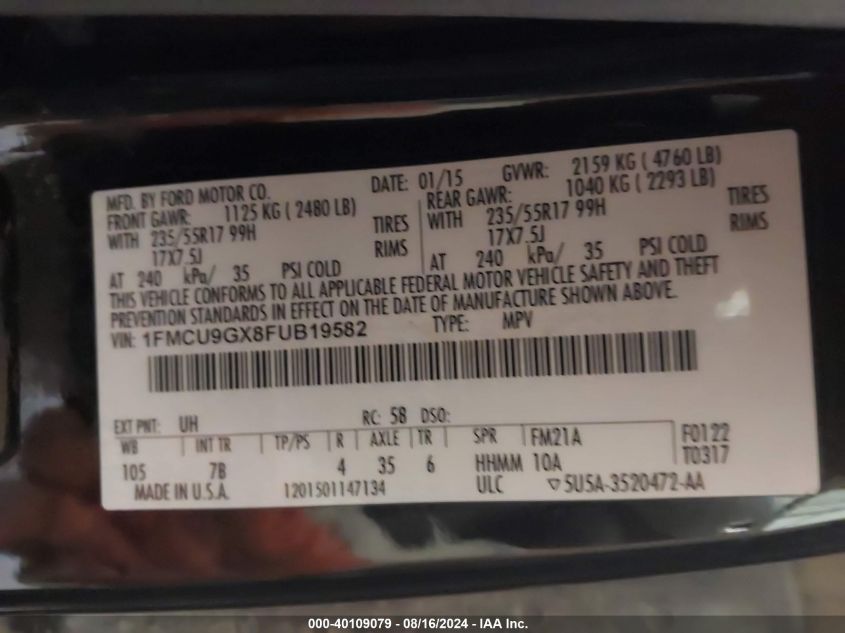 MFD. BY FORD MOTOR CO. DATE: 01/15 GVWR: 2159 KG ( 4760 LB)
FRONT GAWR: 1125 KG ( 2480 LB) REAR GAWR: 1040 KG ( 2293 LB)
WITH 235/55R17 99H TIRES WITH 235/55R17 99H TIRES
17X7.5J RIMS 17X7.5J RIMS
AT 240 kPa/ 35 PSI COLD AT 240 kPa/ 35 PSI COLD
THIS VEHICLE CONFORMS TO ALL APPLICABLE FEDERAL MOTOR VEHICLE SAFETY AND THEFT
PREVENTION STANDARDS IN EFFECT ON THE DATE OF MANUFACTURE SHOWN ABOVE.
VIN: 1FMCU9GX8FUB19582 TYPE: MPV
EXT PNT: UH RC: 58 DSO:
WB INT TR TP/PS R AXLE TR SPR FM21A F0122
105 7B 4 35 6 HHMM 10A T0317
MADE IN U.S.A. 1201501147134 ULC ▽5U5A-3520472-AA
000-40109079 - 08/16/2024 - IAA Inc.